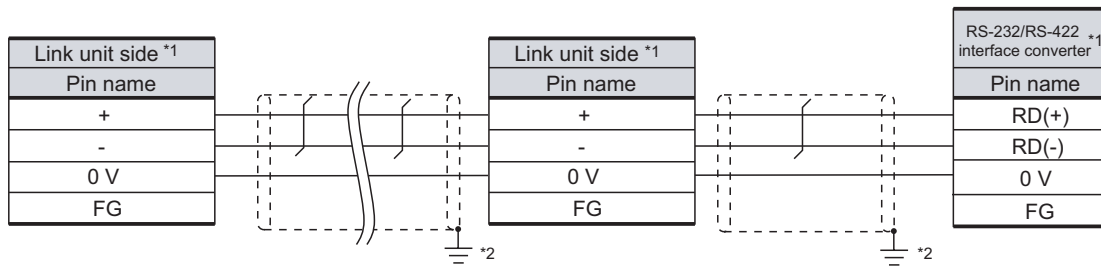 Link unit side *1
Pin name
+
-
0 V
FG
Link unit side *1
Pin name
+
-
0 V
FG
RS-232/RS-422
interface converter *1
Pin name
RD(+)
RD(-)
0 V
FG
*2
*2